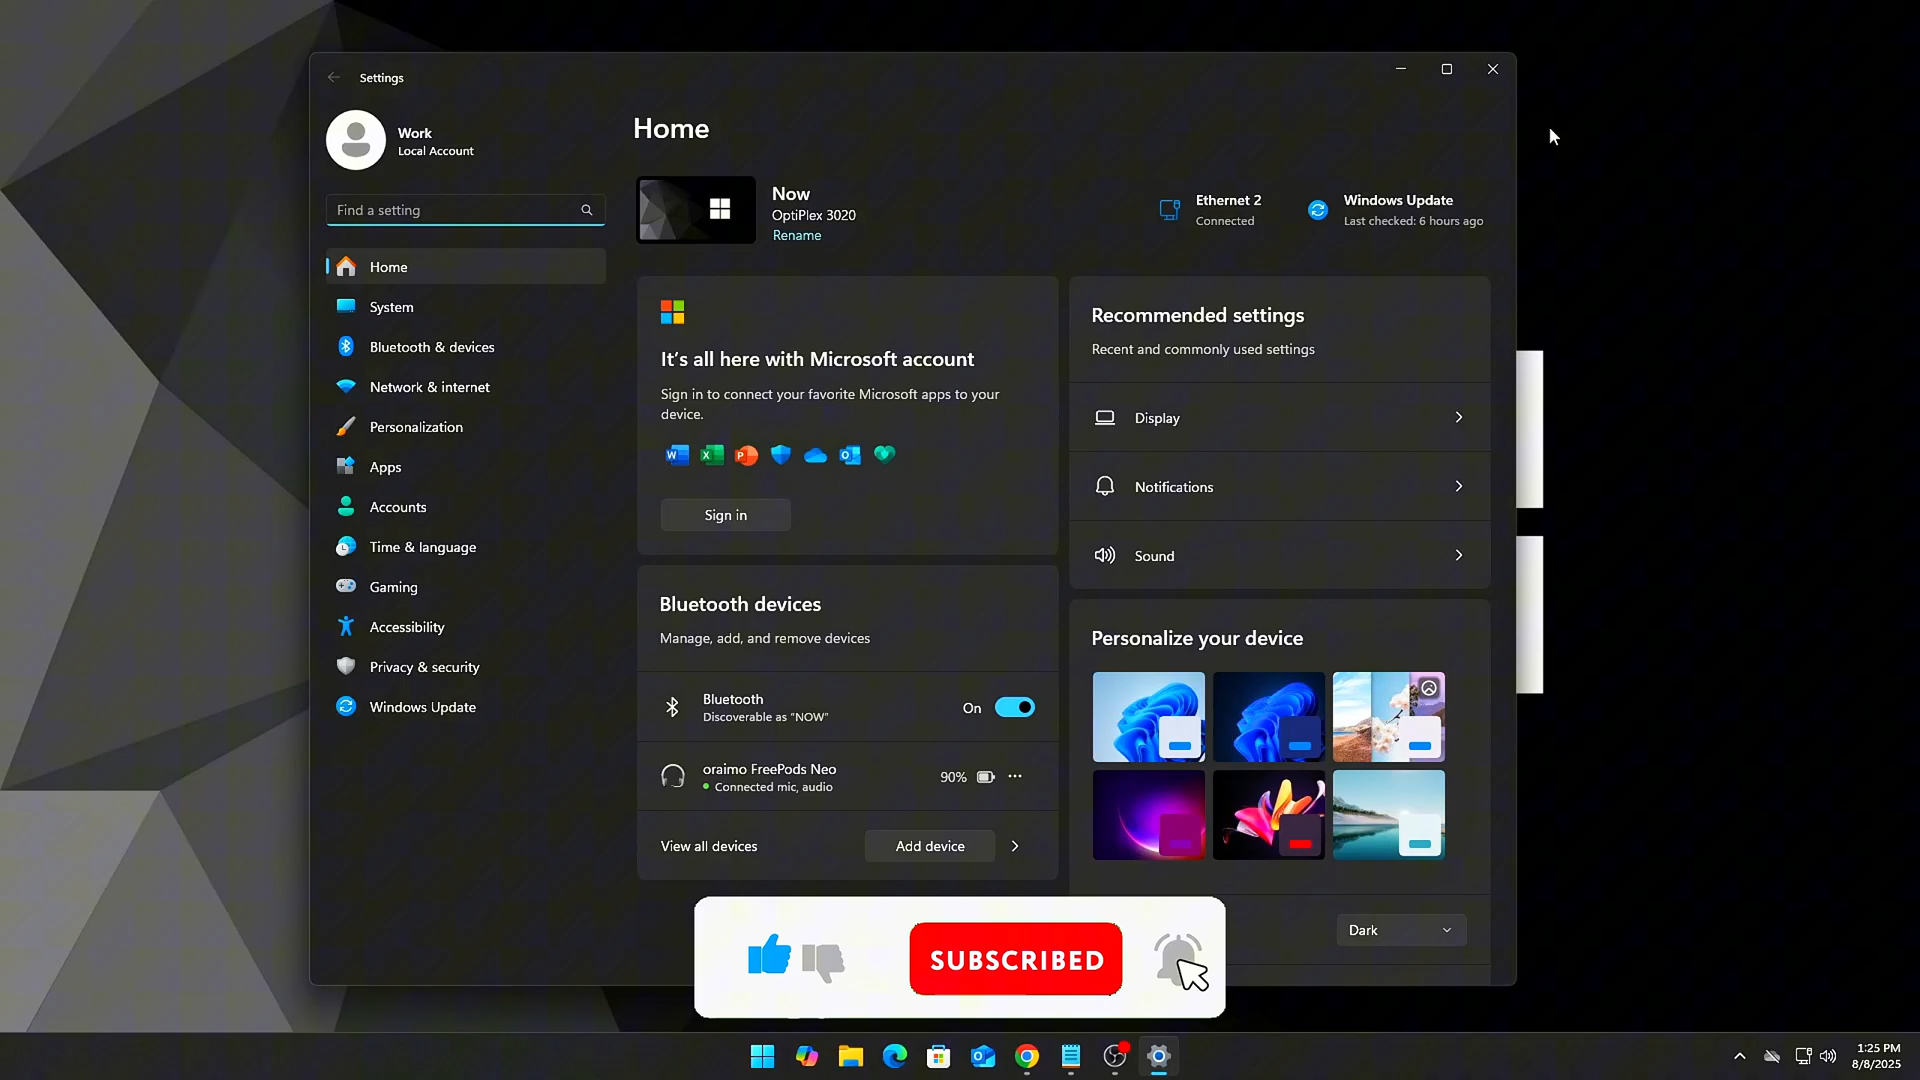 Settings
Work
Local Account
Find a setting
Home
System
Bluetooth & devices
Network & internet
Personalization
Apps
Accounts
Time & language
Gaming
Accessibility
Privacy & security
Windows Update
Home
Now
OptiPlex 3020
Rename
Ethernet 2
Connected
Windows Update
Last checked: 6 hours ago
It's all here with Microsoft account
Sign in to connect your favorite Microsoft apps to your
device.
Sign in
Recommended settings
Recent and commonly used settings
Display
Notifications
Sound
Bluetooth devices
Manage, add, and remove devices
Bluetooth
Discoverable as "NOW"
On
oraimo FreePods Neo
Connected mic, audio
90%
View all devices
Add device
Personalize your device
Dark
SUBSCRIBED
1:25 PM
8/8/2025